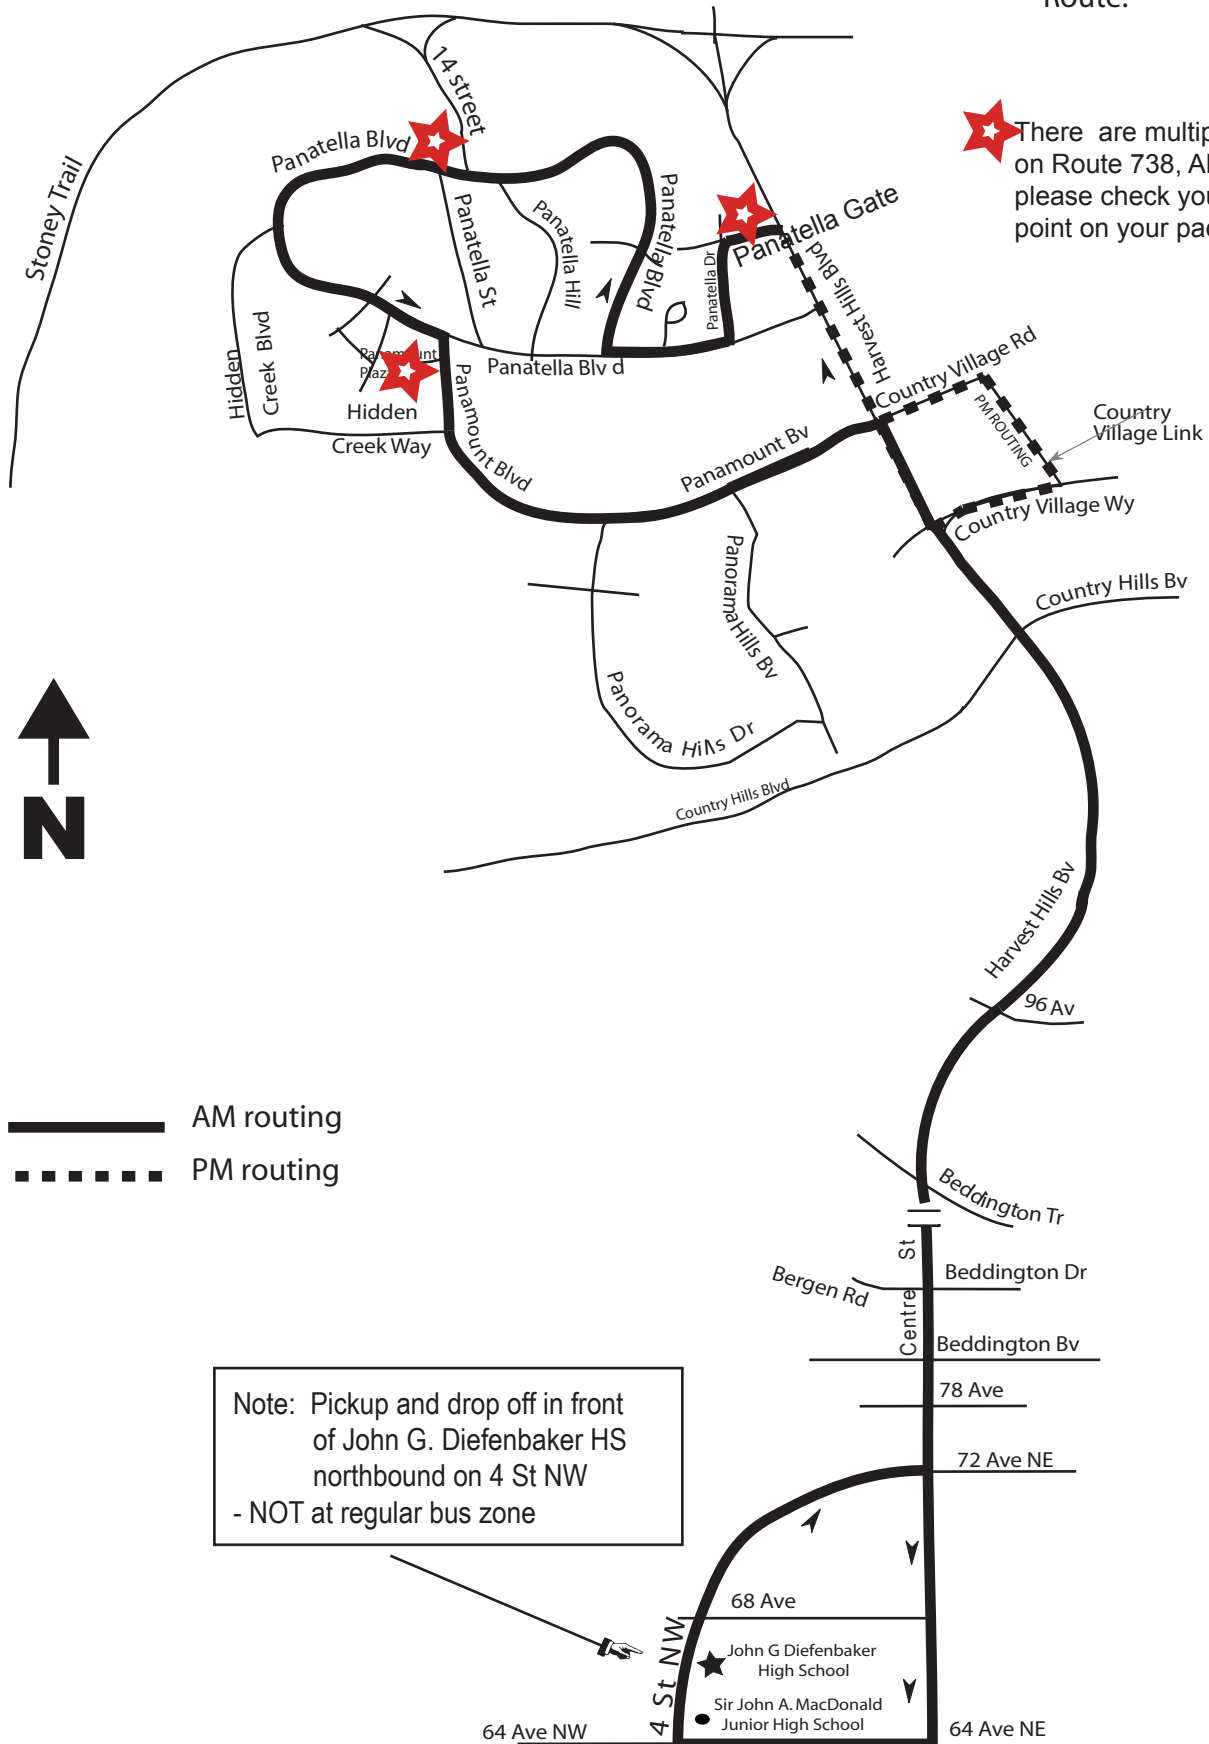 Route.
There are multip
on Route 738, Al
please check you
point on your pac
14 street
Panatella Blvd
Stoney Trail
Panatella St
Panatella Hill
Panatella Blvd
Panatella Dr
Panatella Gate
Harvest Hills Blvd
Hidden
Creek Blvd
Panamount
Plaza
Hidden
Creek Way
Panatella Blv d
Panamount Blvd
Panamount Bv
Country Village Rd
PM ROUTING
Country
Village Link
Country Village Wy
Country Hills Bv
Panorama Hills Bv
Panorama Hills Dr
Country Hills Blvd
N
Harvest Hills Bv
96 Av
AM routing
PM routing
Beddington Tr
Centre St
Bergen Rd
Beddington Dr
Beddington Bv
78 Ave
72 Ave NE
Note: Pickup and drop off in front
of John G. Diefenbaker HS
northbound on 4 St NW
- NOT at regular bus zone
68 Ave
4 St NW
John G Diefenbaker
High School
Sir John A. MacDonald
Junior High School
64 Ave NW
64 Ave NE